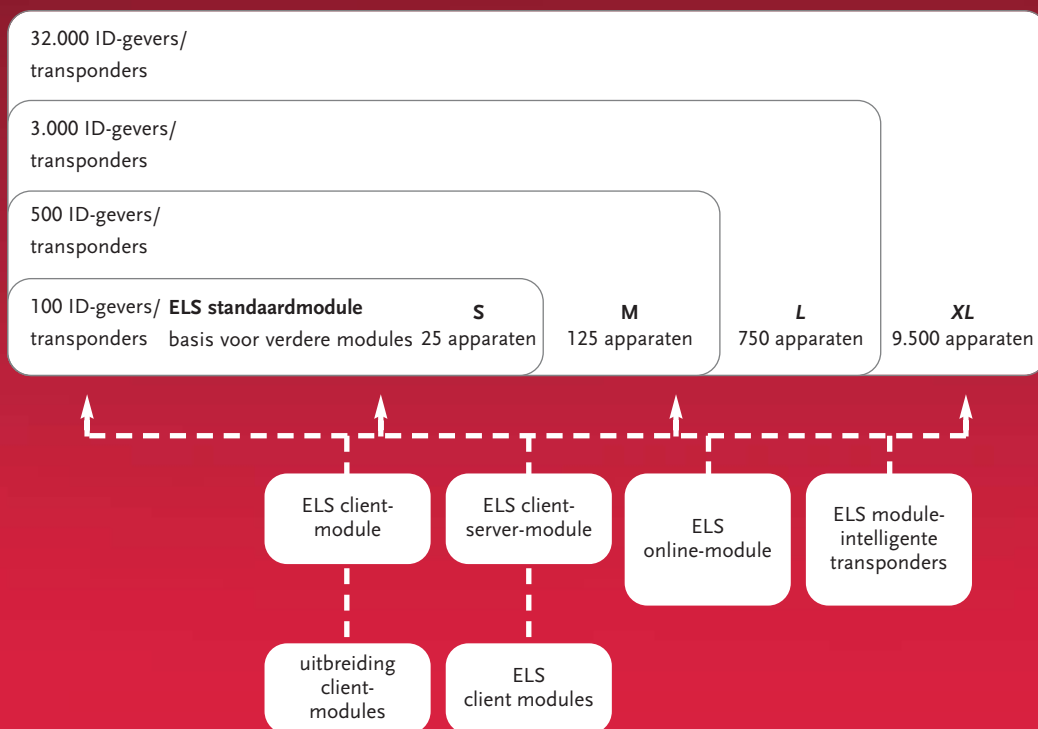 32.000 ID-gevers/
transponders
3.000 ID-gevers/
transponders
500 ID-gevers/
transponders
100 ID-gevers/
transponders
ELS standaardmodule
basis voor verdere modules
S
25 apparaten
M
125 apparaten
L
750 apparaten
XL
9.500 apparaten
ELS client-
module
ELS client-
server-module
ELS
online-module
ELS module-
intelligente
transponders
uitbreiding
client-
modules
ELS
client modules